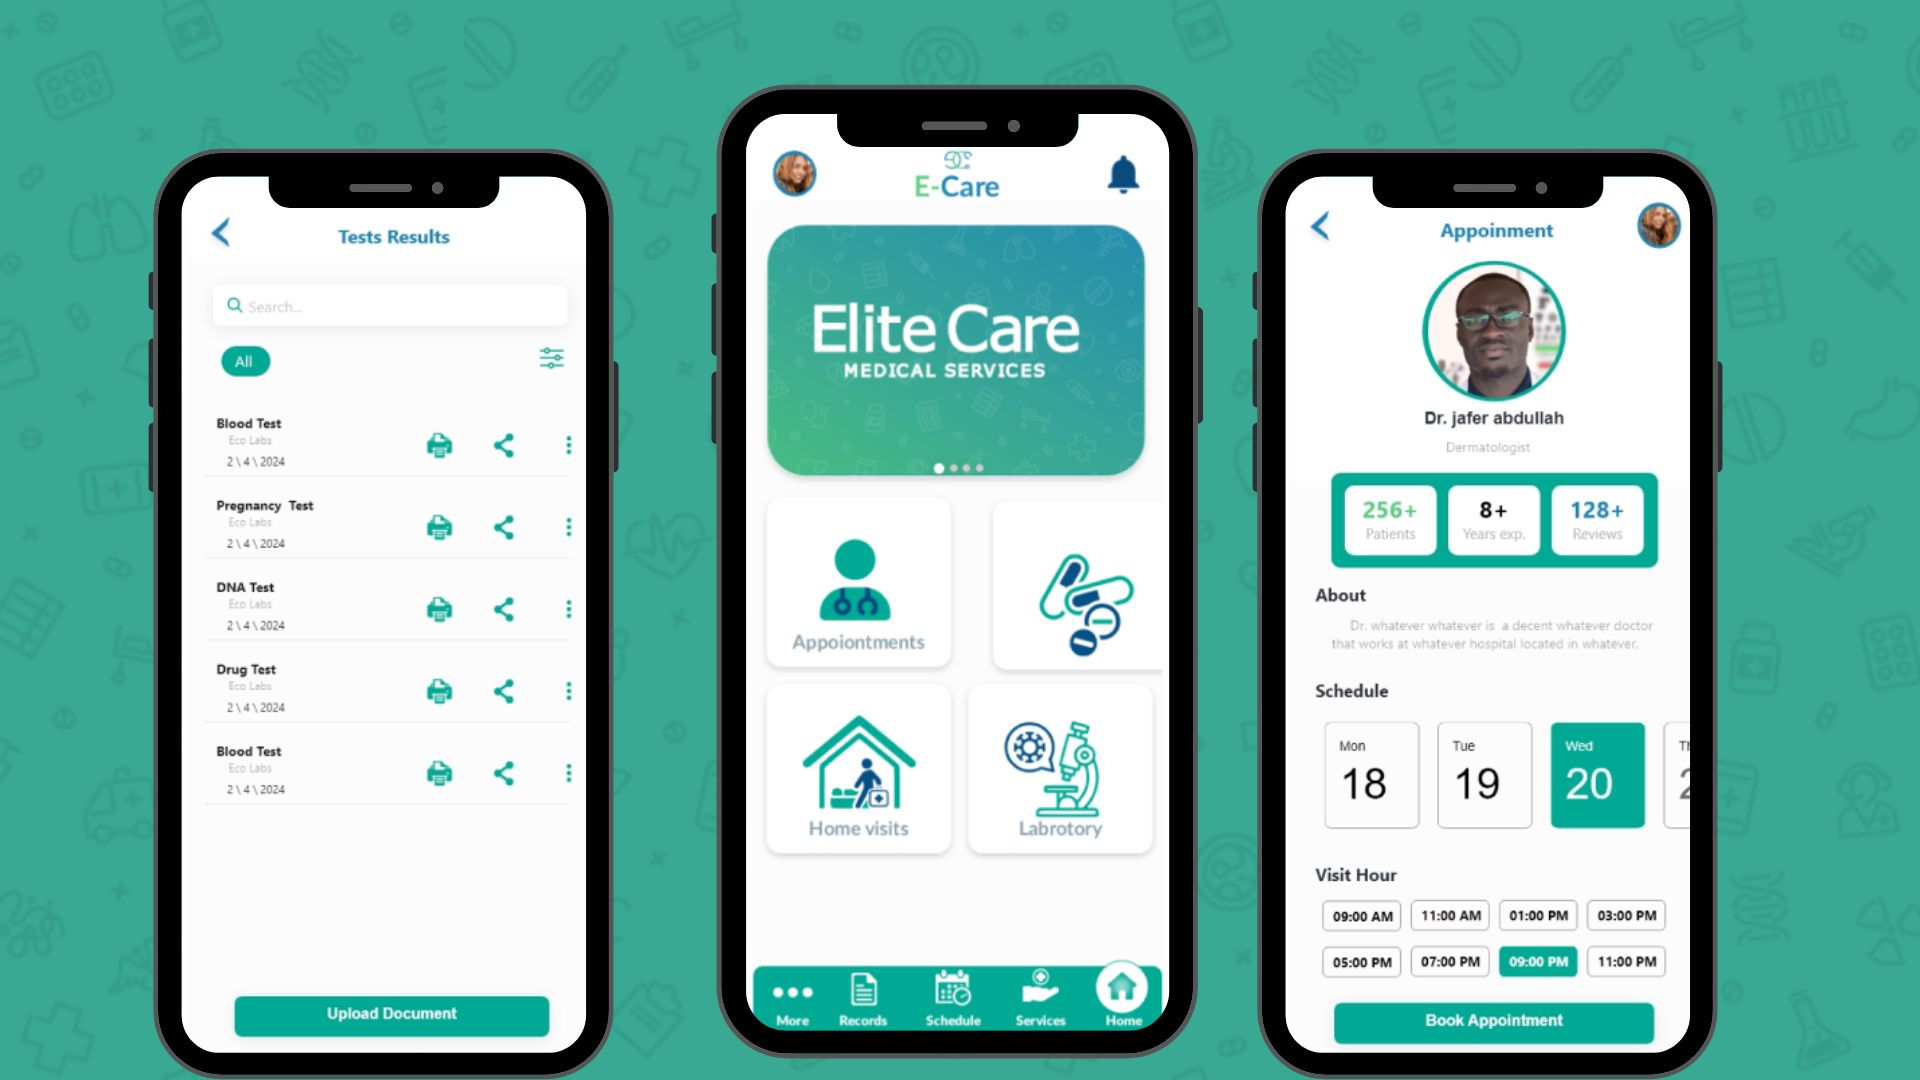 Tests Results
Search...
All
Blood Test
Eco Labs
2 \ 4 \ 2024
Pregnancy Test
Eco Labs
2 \ 4 \ 2024
DNA Test
Eco Labs
2 \ 4 \ 2024
Drug Test
Eco Labs
2 \ 4 \ 2024
Blood Test
Eco Labs
2 \ 4 \ 2024
Upload Document
E-Care
Elite Care
MEDICAL SERVICES
Appoiontments
Home visits
Labrotory
More
Records
Schedule
Services
Home
Appoinment
Dr. jafer abdullah
Dermatologist
256+
Patients
8+
Years exp.
128+
Reviews
About
Dr. whatever whatever is a decent whatever doctor
that works at whatever hospital located in whatever.
Schedule
Mon
18
Tue
19
Wed
20
Visit Hour
09:00 AM 11:00 AM 01:00 PM 03:00 PM
05:00 PM 07:00 PM 09:00 PM 11:00 PM
Book Appointment